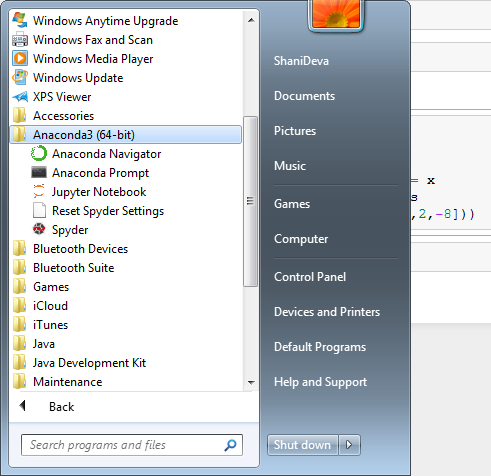 Windows Anytime Upgrade
Windows Fax and Scan
Windows Media Player
Windows Update
XPS Viewer
Accessories
Anaconda3 (64-bit)
Anaconda Navigator
Anaconda Prompt
Jupyter Notebook
Reset Spyder Settings
Spyder
Bluetooth Devices
Bluetooth Suite
Games
iCloud
iTunes
Java
Java Development Kit
Maintenance
Back
Search programs and files
ShaniDeva
Documents
Pictures
Music
Games
Computer
Control Panel
Devices and Printers
Default Programs
Help and Support
Shut down
= x
s
,2,-8]))